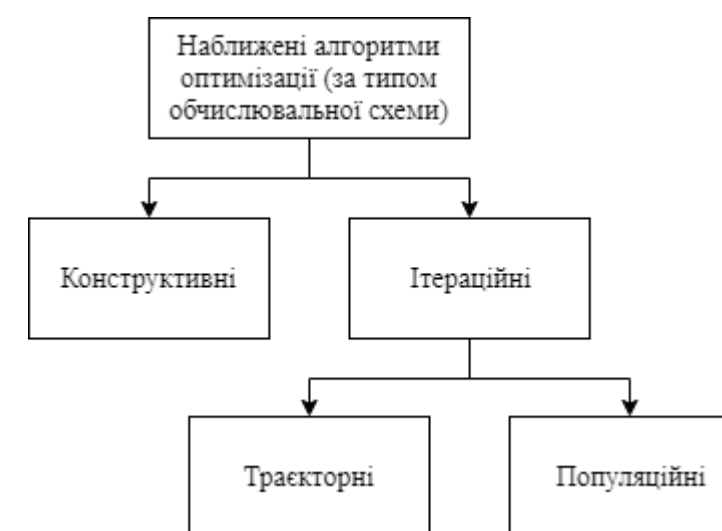 Наближені алгоритми
оптимізації (за типом
обчислювальної схеми)
Конструктивні
Ітераційні
Траєкторні
Популяційні